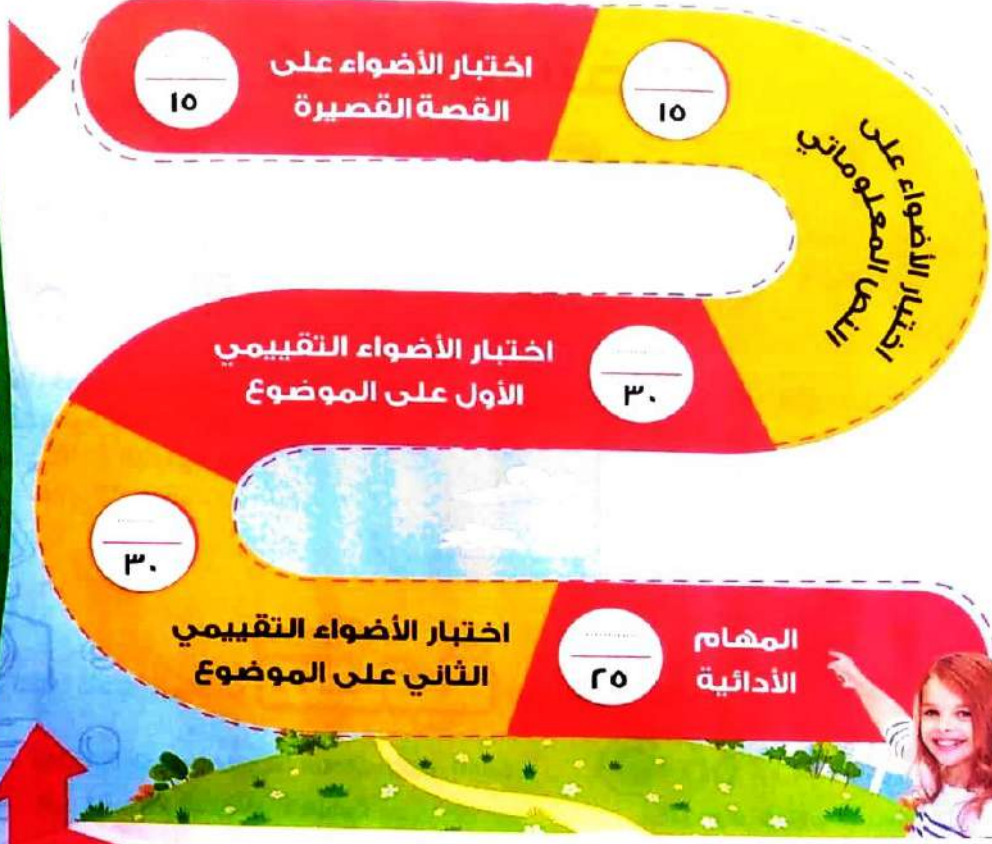 اختبار الأضواء على
القصة القصيرة
.......
١٥
اختبار الأضواء على
النص المعلوماتي
.......
١٥
اختبار الأضواء التقييمي
الأول على الموضوع
.......
٣٠
اختبار الأضواء التقييمي
الثاني على الموضوع
.......
٣٠
المهام
الأدائية
.......
٢٥